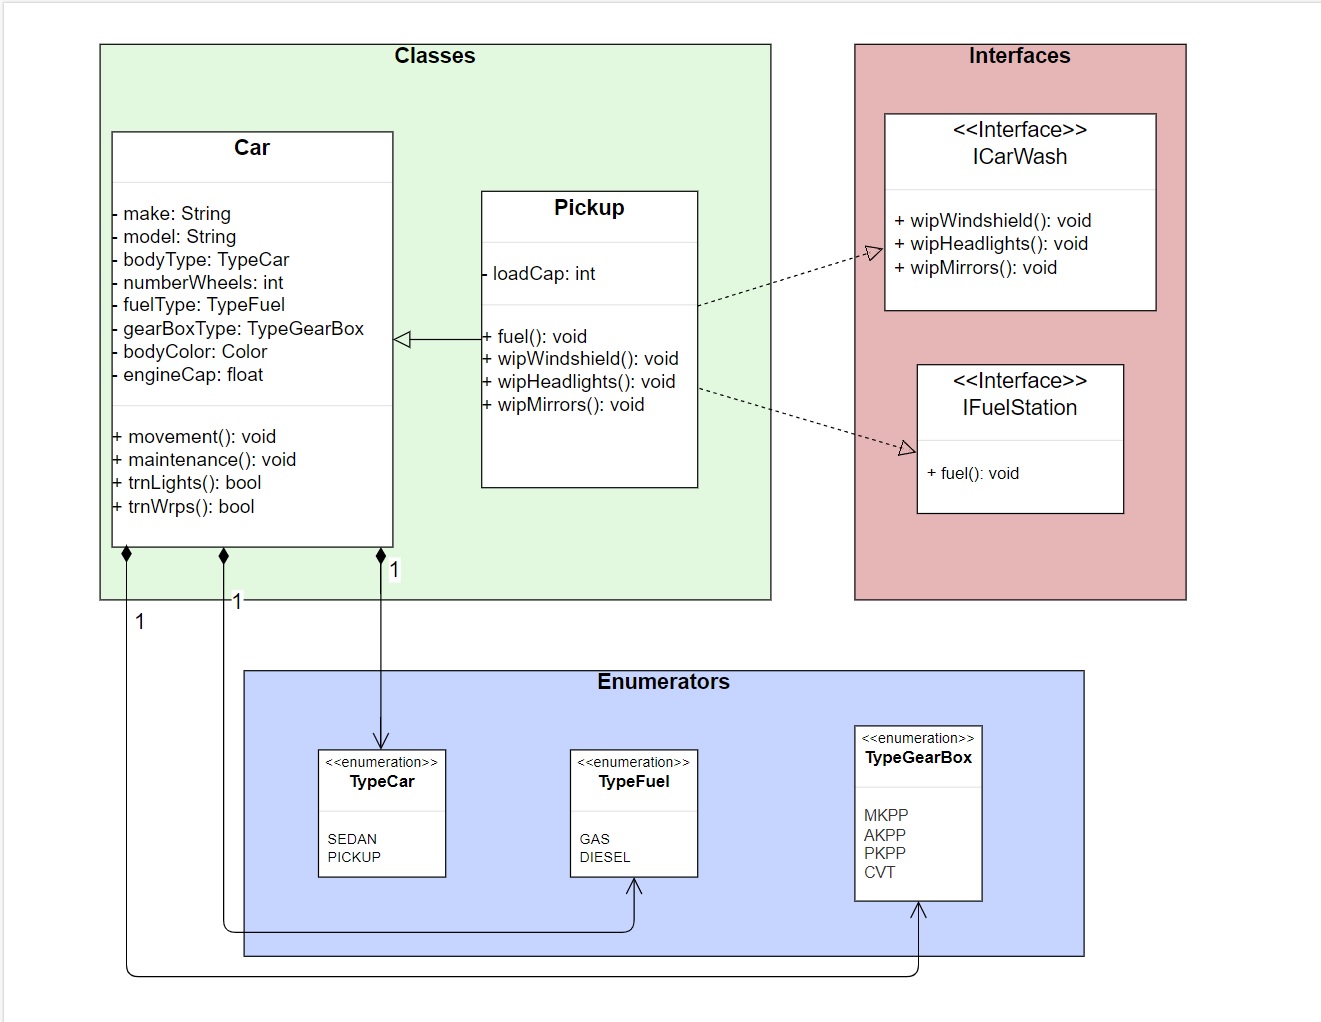 Classes
Car
- make: String
- model: String
- bodyType: TypeCar
- numberWheels: int
- fuelType: TypeFuel
- gearBoxType: TypeGearBox
- bodyColor: Color
- engineCap: float
+ movement(): void
+ maintenance(): void
+ trnLights(): bool
+ trnWrps(): bool
Pickup
- loadCap: int
+ fuel(): void
+ wipWindshield(): void
+ wipHeadlights(): void
+ wipMirrors(): void
Interfaces
<<Interface>>
ICarWash
+ wipWindshield(): void
+ wipHeadlights(): void
+ wipMirrors(): void
<<Interface>>
IFuelStation
+ fuel(): void
1
1
1
Enumerators
<<enumeration>>
TypeCar
SEDAN
PICKUP
<<enumeration>>
TypeFuel
GAS
DIESEL
<<enumeration>>
TypeGearBox
MKPP
AKPP
PKPP
CVT